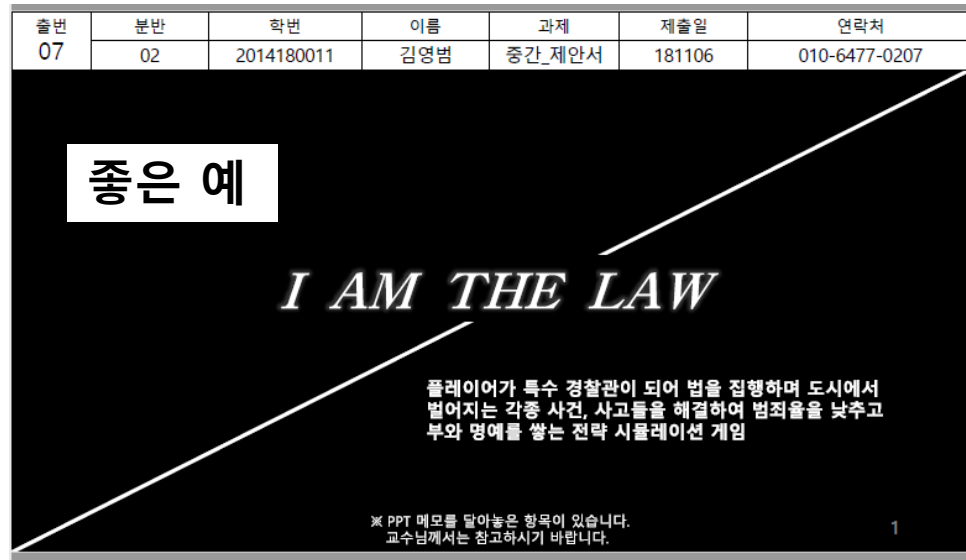 출번 분반 학번 이름 과제 제출일 연락처
07 02 2014180011 김영범 중간_제안서 181106 010-6477-0207
좋은 예
I AM THE LAW
플레이어가 특수 경찰관이 되어 법을 집행하며 도시에서
벌어지는 각종 사건, 사고들을 해결하여 범죄율을 낮추고
부와 명예를 쌓는 전략 시뮬레이션 게임
※ PPT 메모를 달아놓은 항목이 있습니다.
교수님께서는 참고하시기 바랍니다.
1